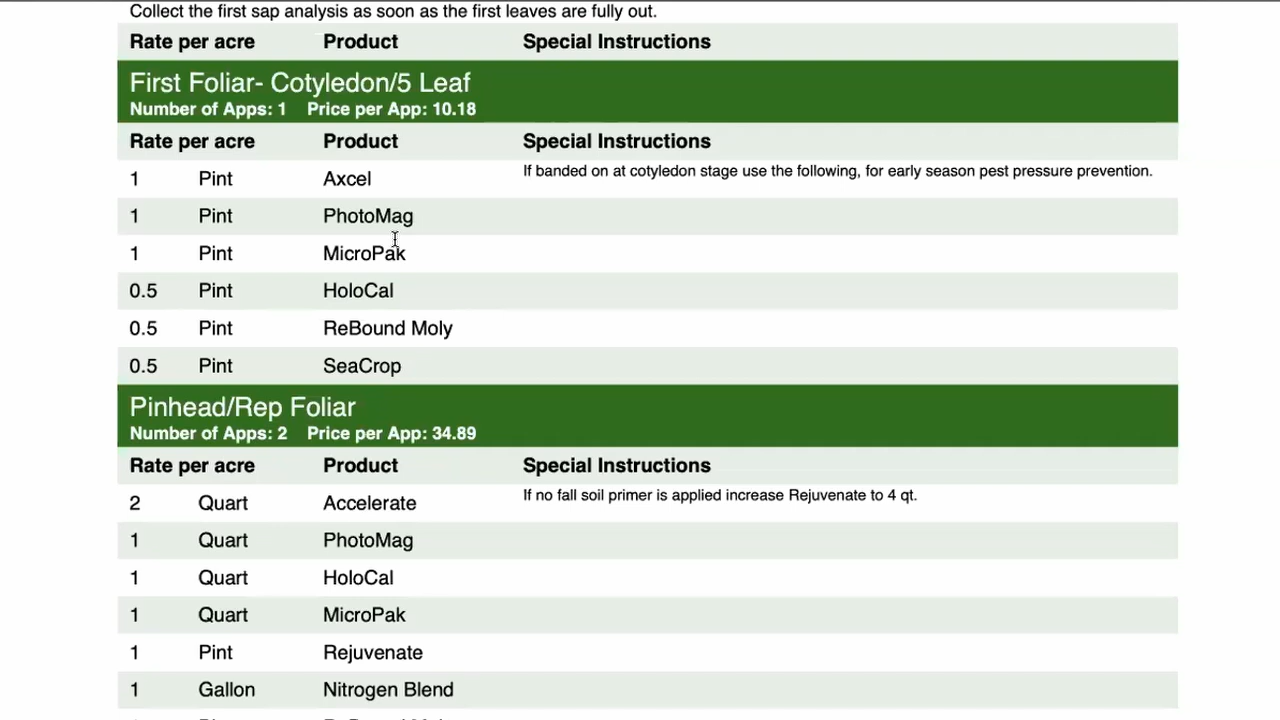 Collect the first sap analysis as soon as the first leaves are fully out.
Rate per acre Product Special Instructions
First Foliar- Cotyledon/5 Leaf
Number of Apps: 1 Price per App: 10.18
Rate per acre Product Special Instructions
1 Pint Axcel If banded on at cotyledon stage use the following, for early season pest pressure prevention.
1 Pint PhotoMag
1 Pint MicroPak
0.5 Pint HoloCal
0.5 Pint ReBound Moly
0.5 Pint SeaCrop
Pinhead/Rep Foliar
Number of Apps: 2 Price per App: 34.89
Rate per acre Product Special Instructions
2 Quart Accelerate If no fall soil primer is applied increase Rejuvenate to 4 qt.
1 Quart PhotoMag
1 Quart HoloCal
1 Quart MicroPak
1 Pint Rejuvenate
1 Gallon Nitrogen Blend